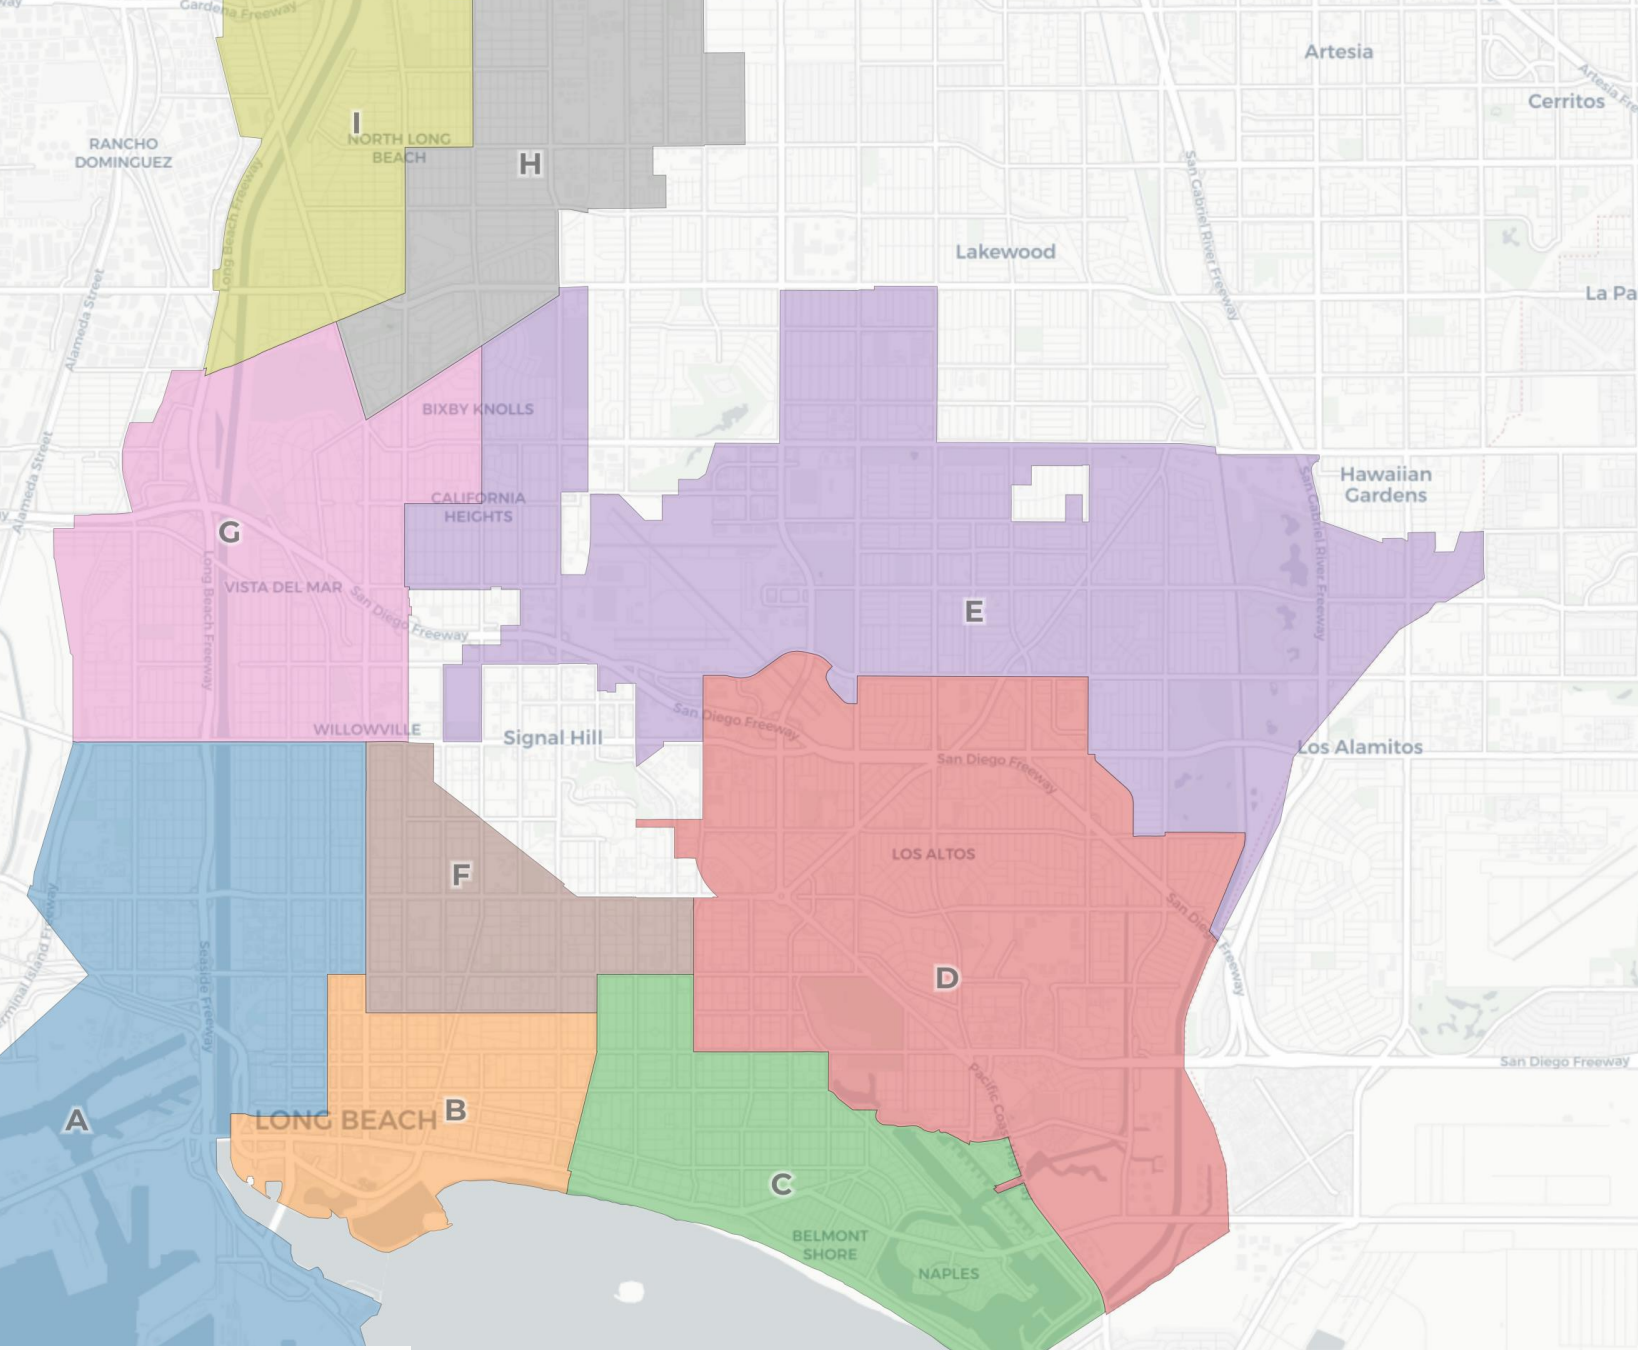 Gardena Freeway
Artesia
Artesia Fre
Cerritos
I
RANCHO
DOMINGUEZ
NORTH LONG
BEACH
H
San Gabriel River Freeway
Long Beach Freeway
Lakewood
Alameda Street
La Pa
BIXBY KNOLLS
Alameda Street
Hawaiian
Gardens
CALIFORNIA
HEIGHTS
San Gabriel River Freeway
G
Long Beach Freeway
VISTA DEL MAR
San Diego Freeway
E
WILLOWVILLE
Signal Hill
San Diego Freeway
Los Alamitos
San Diego Freeway
LOS ALTOS
F
San Diego Freeway
Terminal Island Freeway
Seaside Freeway
D
San Diego Freeway
Pacific Coast Highway
A
LONG BEACH
B
C
BELMONT
SHORE
NAPLES